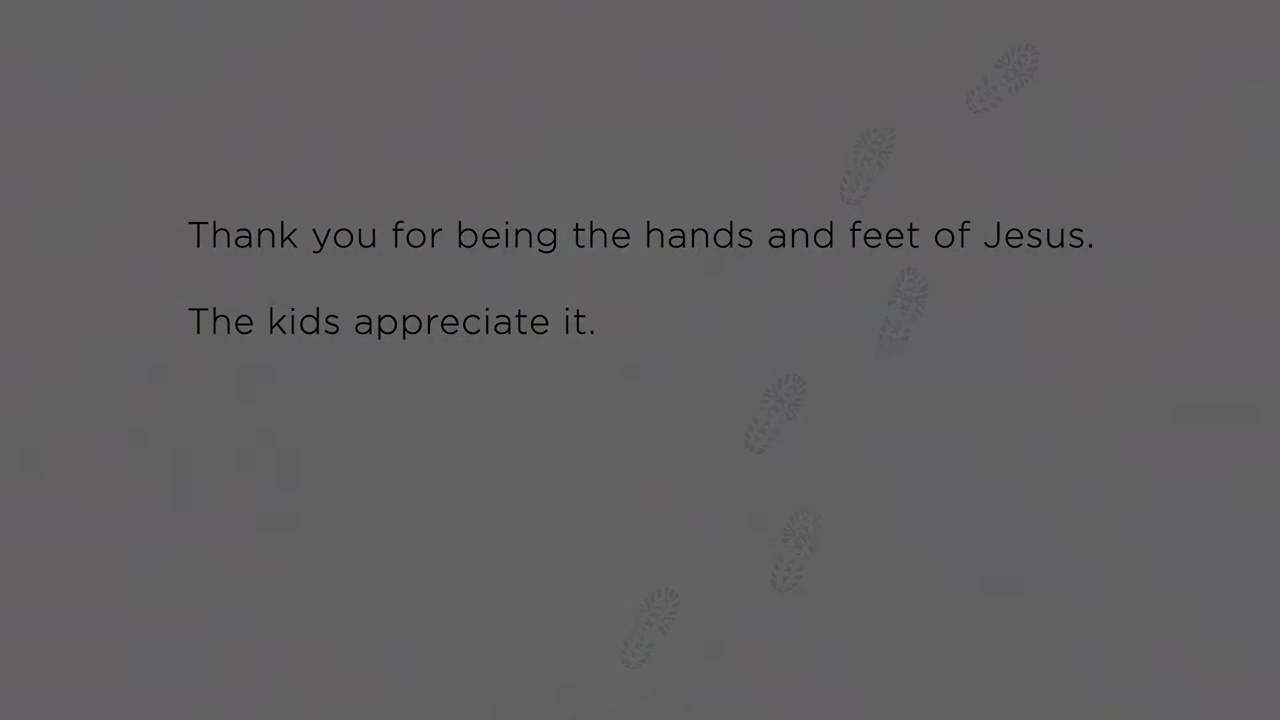 Thank you for being the hands and feet of Jesus.
The kids appreciate it.